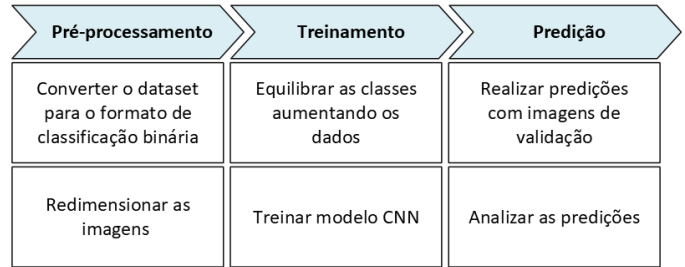 Pré-processamento
Treinamento
Predição
Converter o dataset
para o formato de
classificação binária
Equilibrar as classes
aumentando os
dados
Realizar predições
com imagens de
validação
Redimensionar as
imagens
Treinar modelo CNN
Analizar as predições